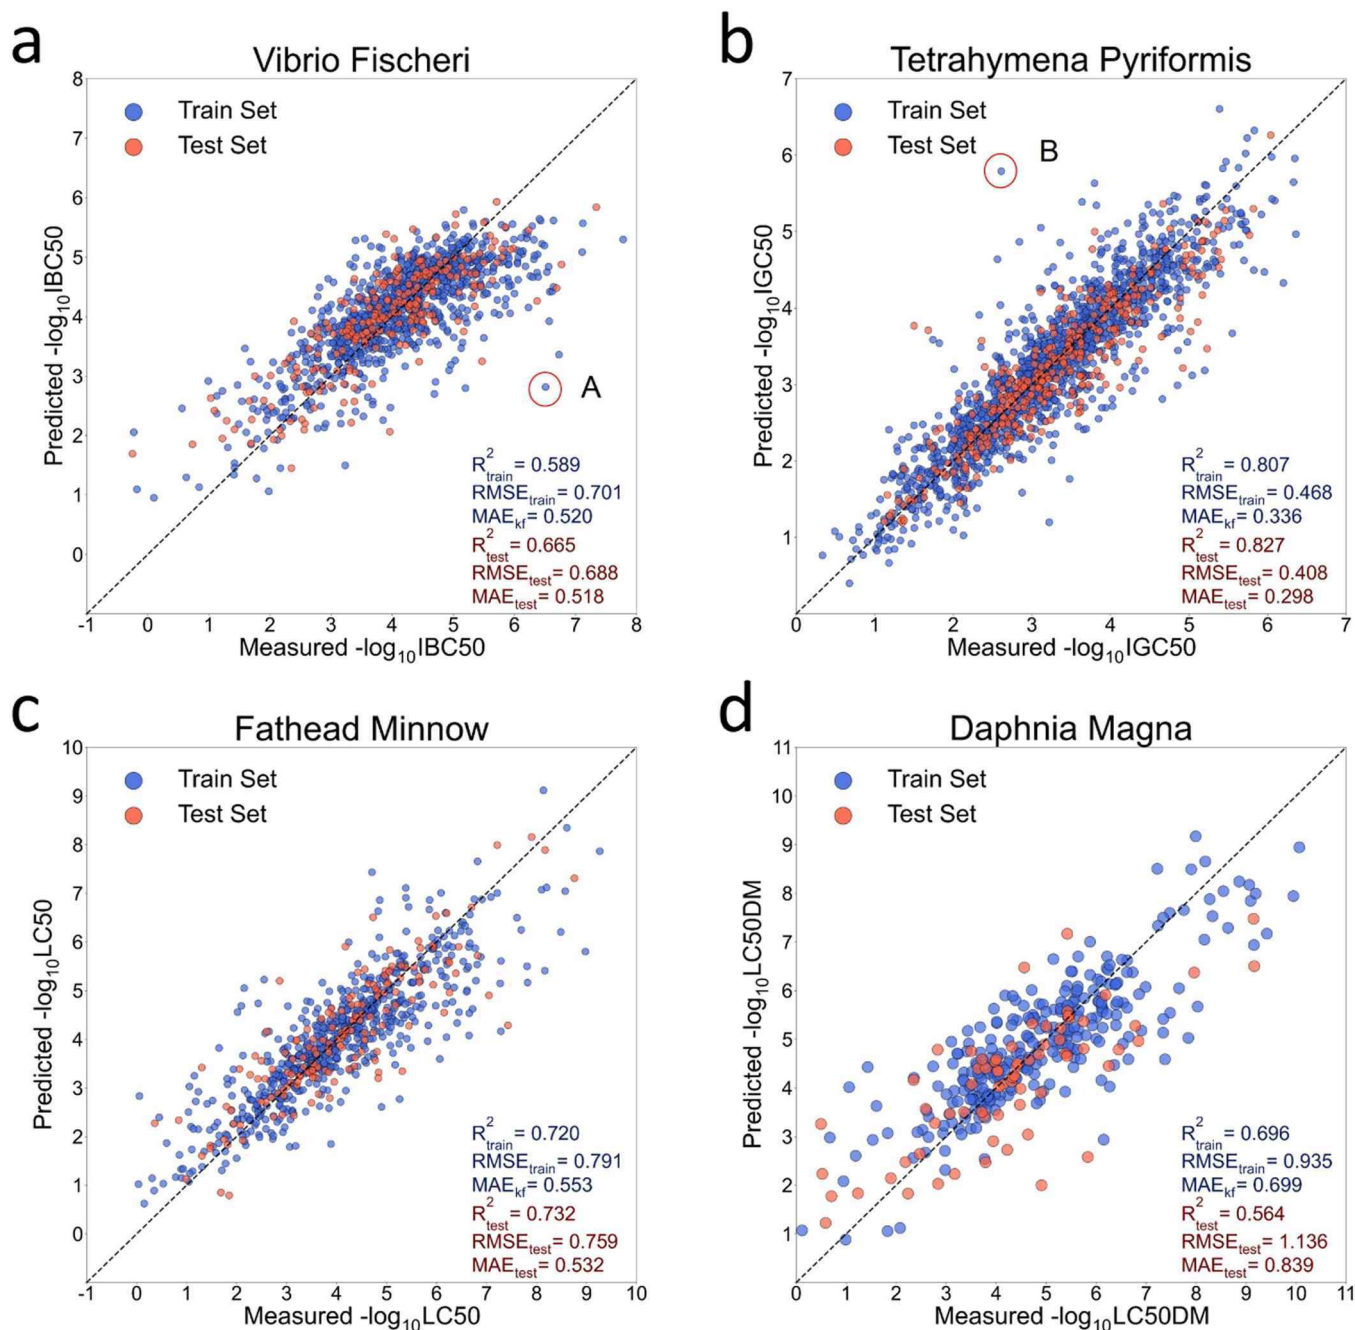 a
Vibrio Fischeri
8
7
6
5
4
3
2
1
0
Predicted -log10IBC50
Train Set
Test Set
A
R2train = 0.589
RMSEtrain= 0.701
MAEkf= 0.520
R2test = 0.665
RMSEtest= 0.688
MAEtest= 0.518
-1 0 1 2 3 4 5 6 7 8
Measured -log10IBC50
b
Tetrahymena Pyriformis
7
6
5
4
3
2
1
Predicted -log10IGC50
Train Set
Test Set
B
R2train = 0.807
RMSEtrain= 0.468
MAEkf= 0.336
R2test = 0.827
RMSEtest= 0.408
MAEtest= 0.298
0 1 2 3 4 5 6 7
Measured -log10IGC50
c
Fathead Minnow
10
9
8
7
6
5
4
3
2
1
0
Predicted -log10LC50
Train Set
Test Set
R2train = 0.720
RMSEtrain= 0.791
MAEkf= 0.553
R2test = 0.732
RMSEtest= 0.759
MAEtest= 0.532
-1 0 1 2 3 4 5 6 7 8 9 10
Measured -log10LC50
d
Daphnia Magna
11
10
9
8
7
6
5
4
3
2
1
Predicted -log10LC50DM
Train Set
Test Set
R2train = 0.696
RMSEtrain= 0.935
MAEkf= 0.699
R2test = 0.564
RMSEtest= 1.136
MAEtest= 0.839
0 1 2 3 4 5 6 7 8 9 10 11
Measured -log10LC50DM